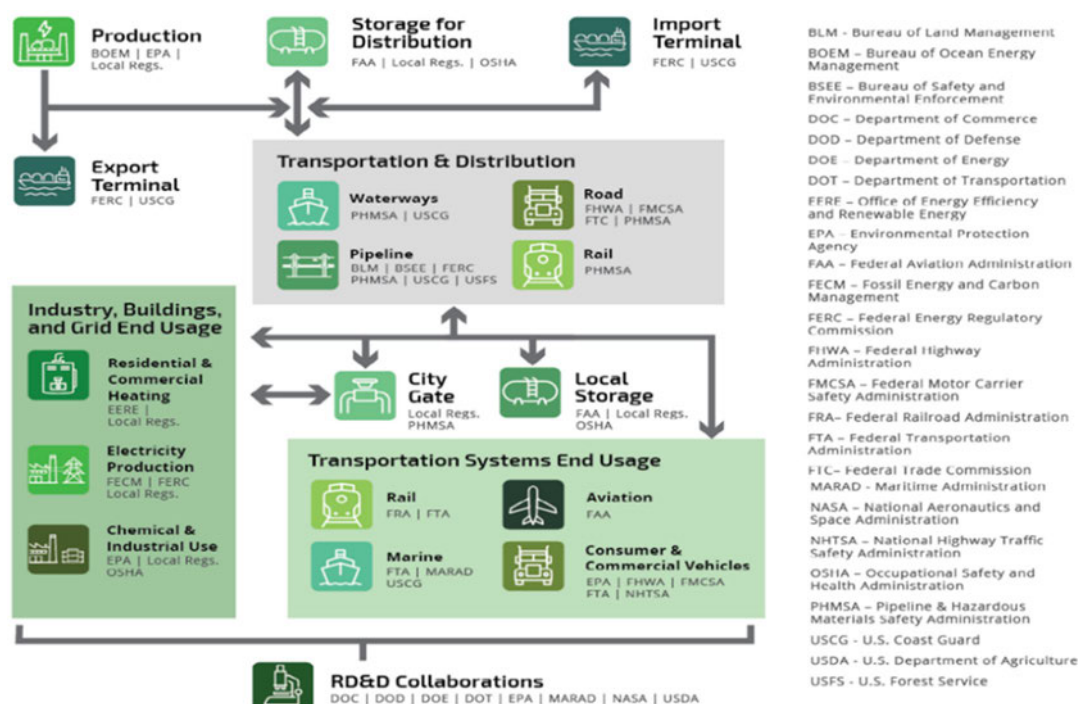 Production
BOEM | EPA |
Local Regs.
Storage for
Distribution
FAA | Local Regs. | OSHA
Import
Terminal
FERC | USCG
Export
Terminal
FERC | USCG
Transportation & Distribution
Waterways
PHMSA | USCG
Road
FHWA | FMCSA
FTC | PHMSA
Pipeline
BLM | BSEE | FERC
PHMSA | USCG | USFS
Rail
PHMSA
Industry, Buildings,
and Grid End Usage
Residential &
Commercial
Heating
EERE |
Local Regs.
Electricity
Production
FECM | FERC
Local Regs.
Chemical &
Industrial Use
EPA | Local Regs.
OSHA
City
Gate
Local Regs.
PHMSA
Local
Storage
FAA | Local Regs.
OSHA
Transportation Systems End Usage
Rail
FRA | FTA
Aviation
FAA
Marine
FTA | MARAD
USCG
Consumer &
Commercial Vehicles
EPA | FHWA | FMCSA
FTA | NHTSA
RD&D Collaborations
DOC | DOD | DOE | DOT | EPA | MARAD | NASA | USDA
BLM - Bureau of Land Management
BOEM – Bureau of Ocean Energy
Management
BSEE – Bureau of Safety and
Environmental Enforcement
DOC – Department of Commerce
DOD – Department of Defense
DOE – Department of Energy
DOT – Department of Transportation
EERE – Office of Energy Efficiency
and Renewable Energy
EPA – Environmental Protection
Agency
FAA – Federal Aviation Administration
FECM – Fossil Energy and Carbon
Management
FERC – Federal Energy Regulatory
Commission
FHWA – Federal Highway
Administration
FMCSA – Federal Motor Carrier
Safety Administration
FRA– Federal Railroad Administration
FTA – Federal Transportation
Administration
FTC– Federal Trade Commission
MARAD - Maritime Administration
NASA – National Aeronautics and
Space Administration
NHTSA – National Highway Traffic
Safety Administration
OSHA – Occupational Safety and
Health Administration
PHMSA – Pipeline & Hazardous
Materials Safety Administration
USCG - U.S. Coast Guard
USDA - U.S. Department of Agriculture
USFS - U.S. Forest Service